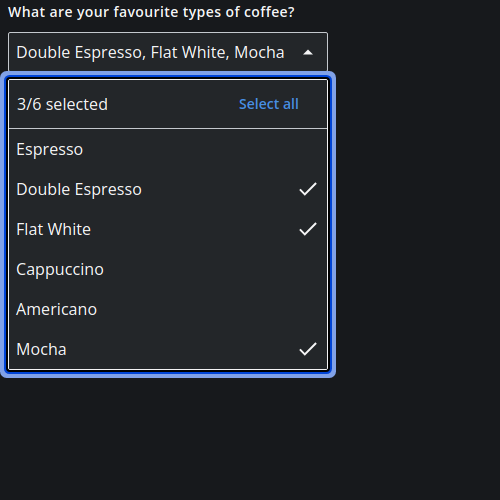 What are your favourite types of coffee?
Double Espresso, Flat White, Mocha
3/6 selected Select all
Espresso
Double Espresso
Flat White
Cappuccino
Americano
Mocha